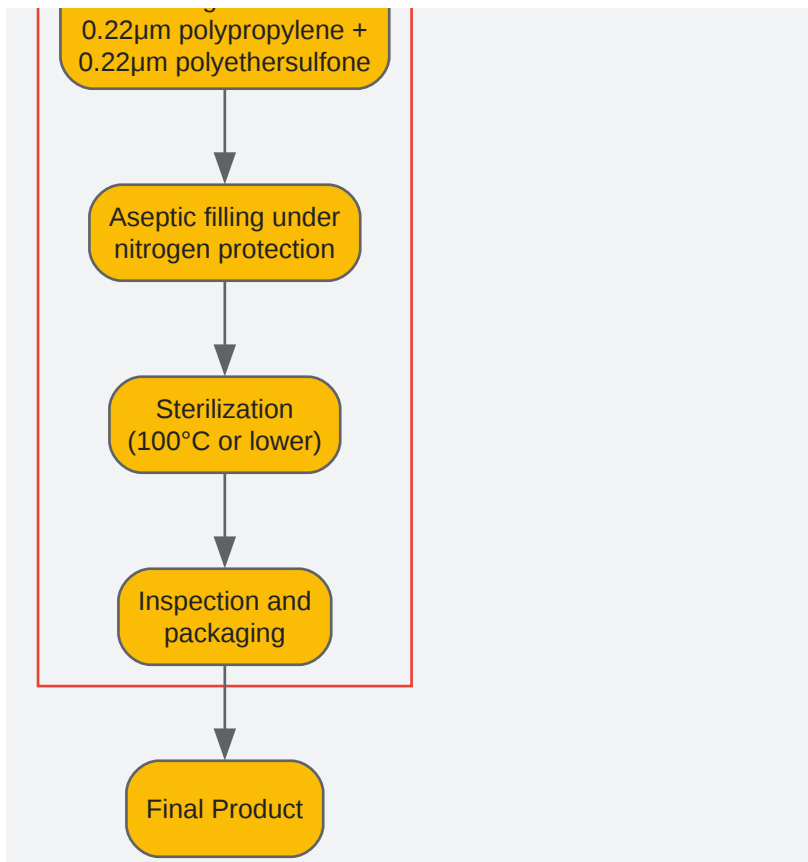 0.22μm polypropylene +
0.22μm polyethersulfone
Aseptic filling under
nitrogen protection
Sterilization
(100°C or lower)
Inspection and
packaging
Final Product